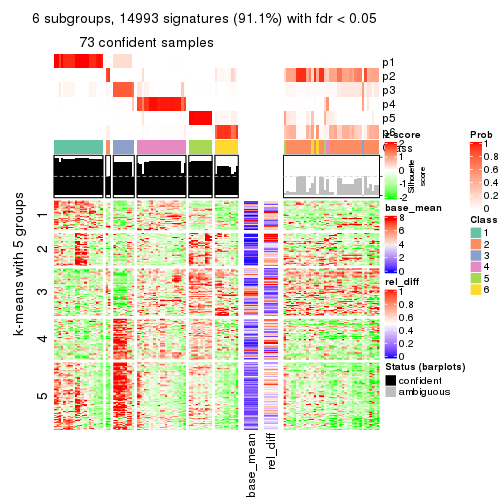 6 subgroups, 14993 signatures (91.1%) with fdr < 0.05
73 confident samples
p1
p2
p3
p4
p5
p6
Class
Silhouette
score
z-score
2
1
0
-1
-2
base_mean
8
6
4
2
0
rel_diff
1
0.8
0.6
0.4
0.2
0
Status (barplots)
confident
ambiguous
Prob
1
0.8
0.6
0.4
0.2
0
Class
1
2
3
4
5
6
k-means with 5 groups
1
2
3
4
5
base_mean
rel_diff